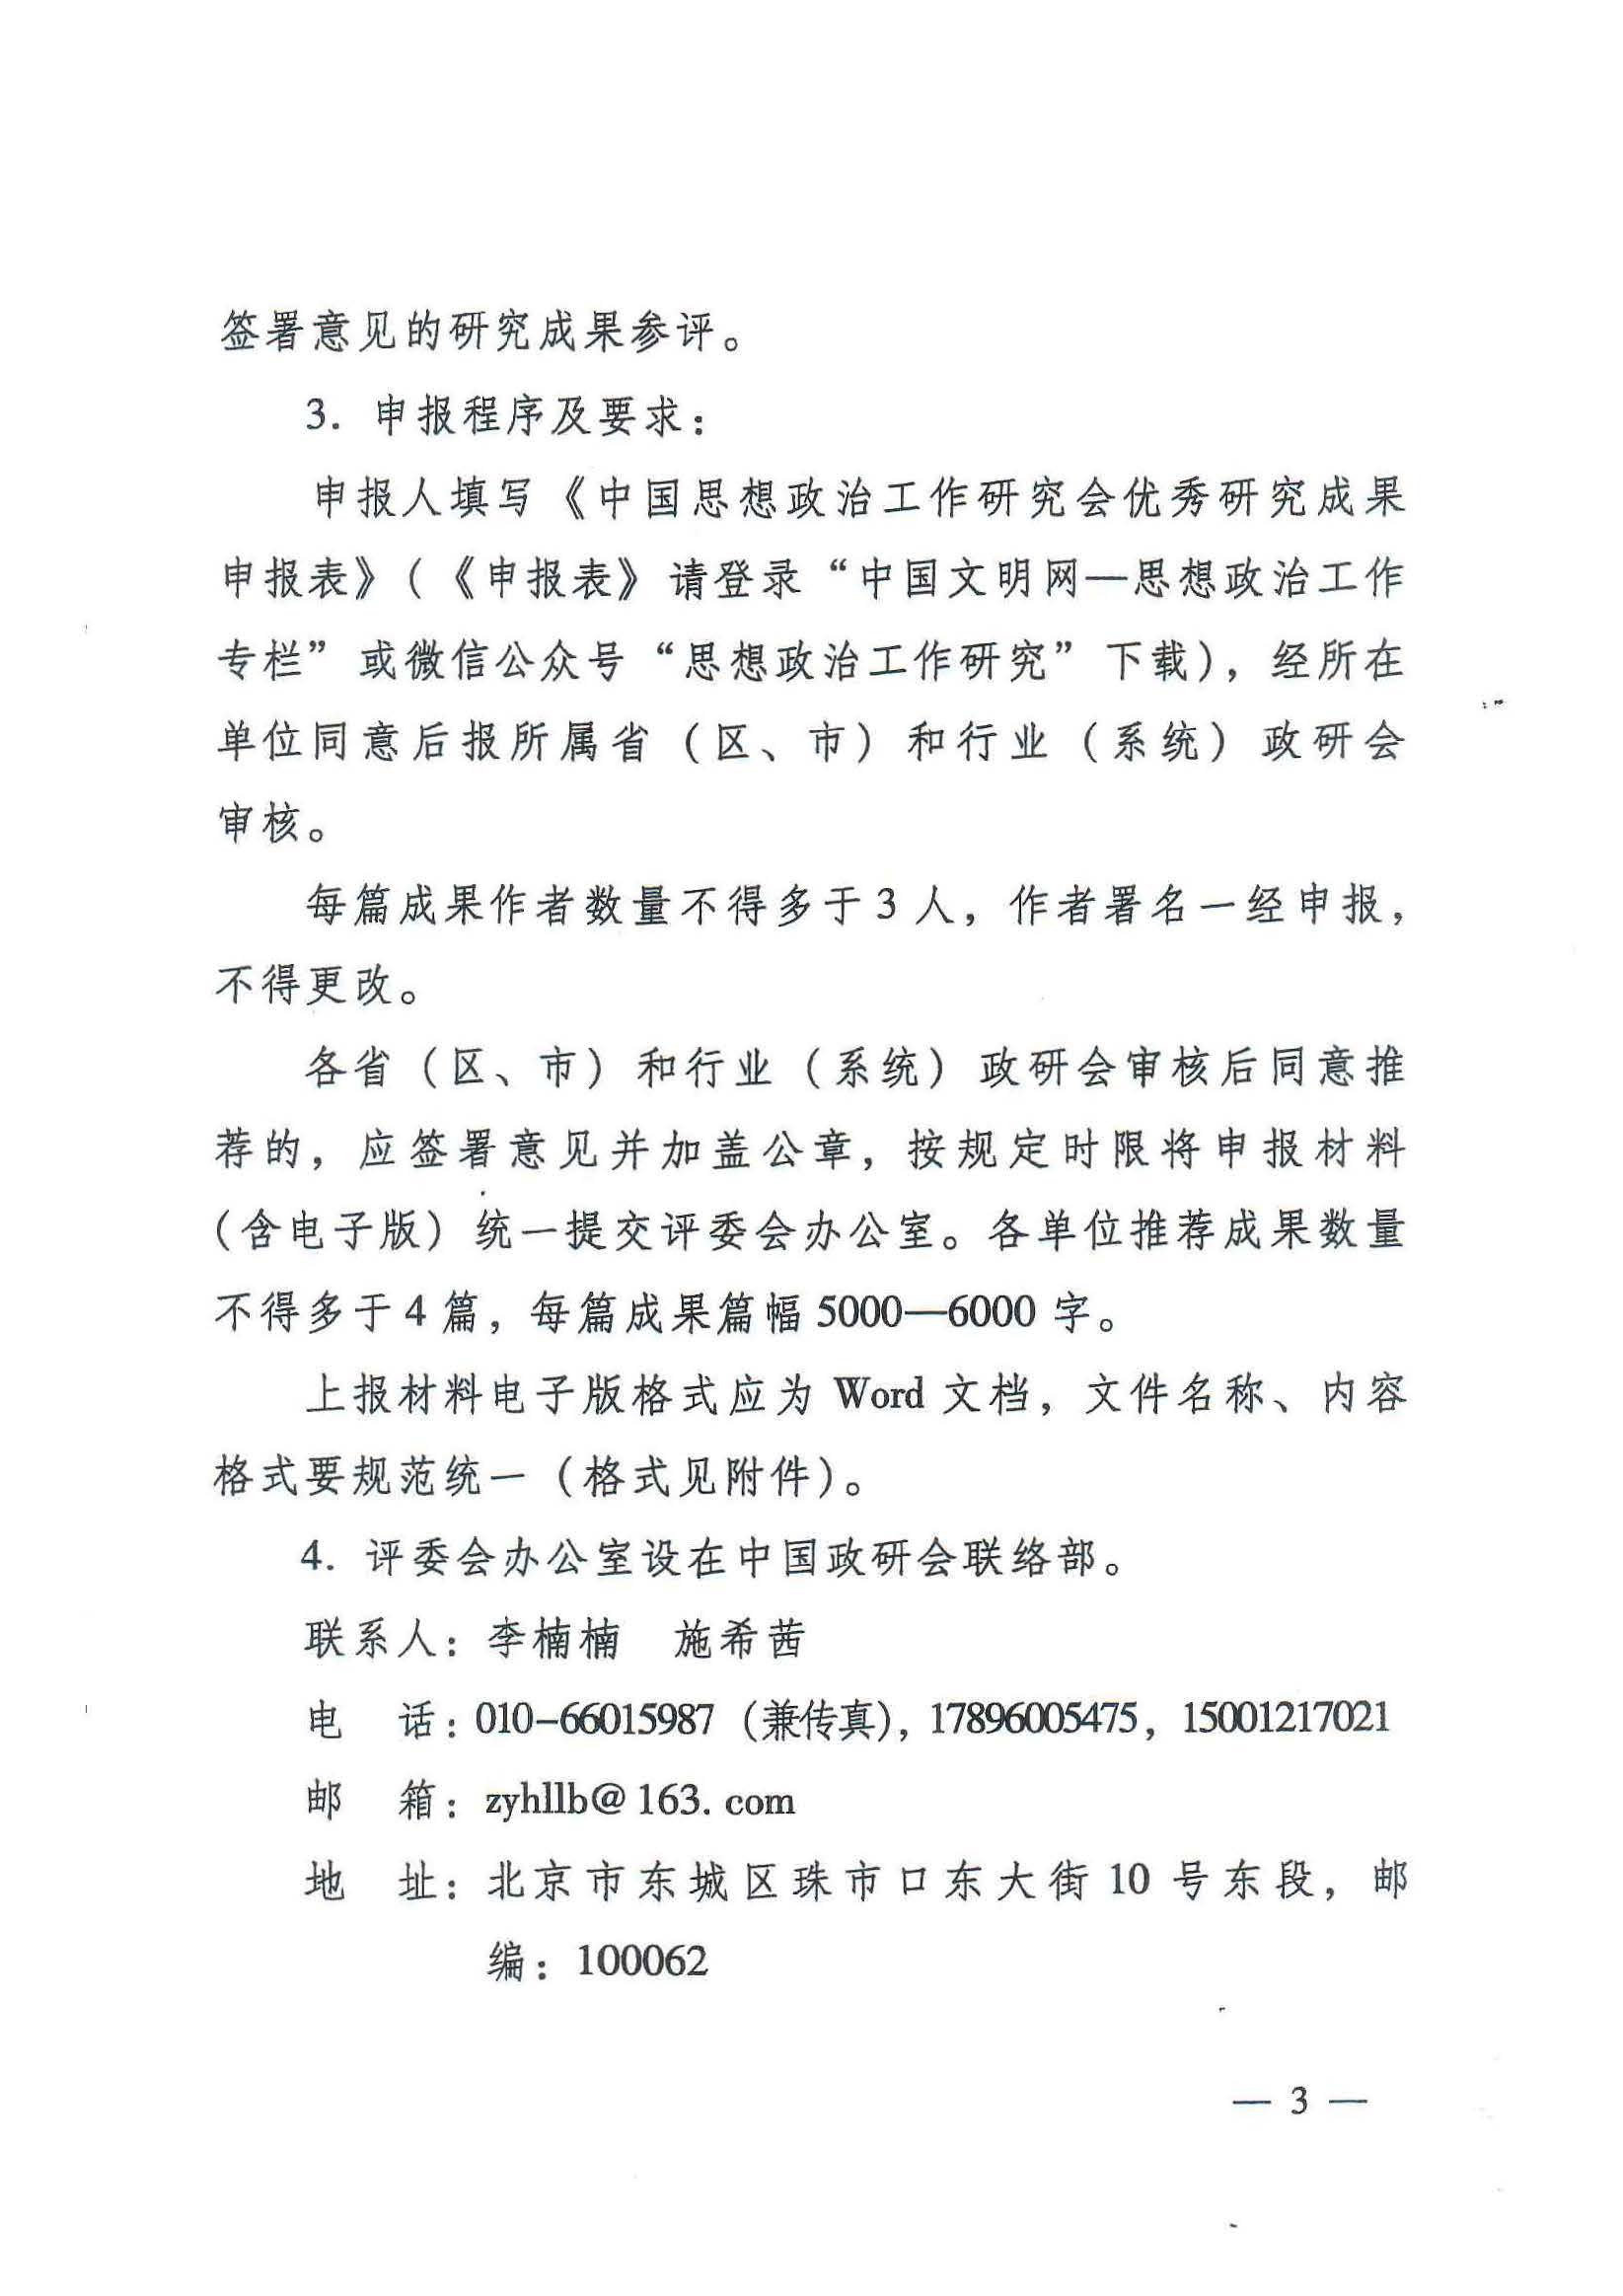 签署意见的研究成果参评。
3. 申报程序及要求：
申报人填写《中国思想政治工作研究会优秀研究成果
申报表》（《申报表》请登录“中国文明网—思想政治工作
专栏”或微信公众号“思想政治工作研究”下载），经所在
单位同意后报所属省（区、市）和行业（系统）政研会
审核。
每篇成果作者数量不得多于3人，作者署名一经申报，
不得更改。
各省（区、市）和行业（系统）政研会审核后同意推
荐的，应签署意见并加盖公章，按规定时限将申报材料
（含电子版）统一提交评委会办公室。各单位推荐成果数量
不得多于4篇，每篇成果篇幅5000—6000字。
上报材料电子版格式应为Word文档，文件名称、内容
格式要规范统一（格式见附件）。
4. 评委会办公室设在中国政研会联络部。
联系人：李楠楠　施希茜
电　话：010-66015987（兼传真），17896005475，15001217021
邮　箱：zyhllb@163.com
地　址：北京市东城区珠市口东大街10号东段，邮
编：100062
— 3 —